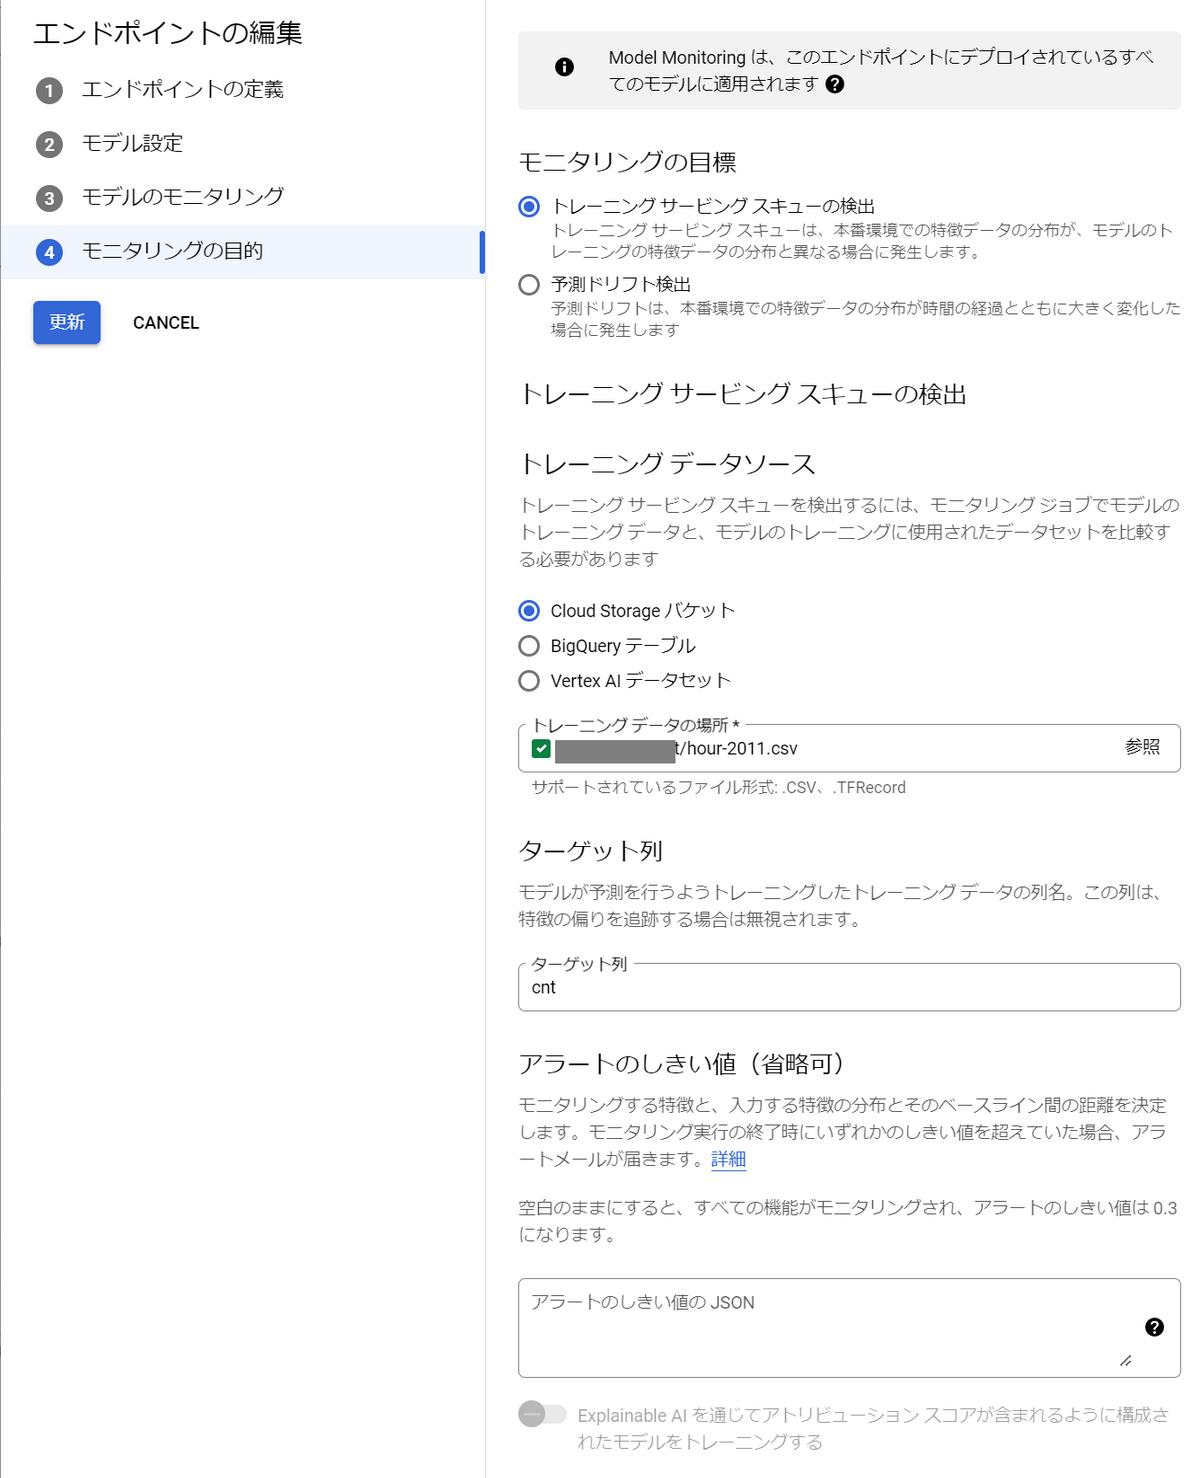 エンドポイントの編集
1 エンドポイントの定義
2 モデル設定
3 モデルのモニタリング
4 モニタリングの目的
更新 CANCEL
Model Monitoring は、このエンドポイントにデプロイされているすべ
てのモデルに適用されます
モニタリングの目標
トレーニング サービング スキューの検出
トレーニング サービング スキューは、本番環境での特徴データの分布が、モデルのト
レーニングの特徴データの分布と異なる場合に発生します。
予測ドリフト検出
予測ドリフトは、本番環境での特徴データの分布が時間の経過とともに大きく変化した
場合に発生します
トレーニング サービング スキューの検出
トレーニング データソース
トレーニング サービング スキューを検出するには、モニタリング ジョブでモデルの
トレーニング データと、モデルのトレーニングに使用されたデータセットを比較す
る必要があります
Cloud Storage バケット
BigQuery テーブル
Vertex AI データセット
トレーニング データの場所 *
t/hour-2011.csv 参照
サポートされているファイル形式: .CSV、.TFRecord
ターゲット列
モデルが予測を行うようトレーニングしたトレーニング データの列名。この列は、
特徴の偏りを追跡する場合は無視されます。
ターゲット列
cnt
アラートのしきい値（省略可）
モニタリングする特徴と、入力する特徴の分布とそのベースライン間の距離を決定
します。モニタリング実行の終了時にいずれかのしきい値を超えていた場合、アラ
ートメールが届きます。詳細
空白のままにすると、すべての機能がモニタリングされ、アラートのしきい値は 0.3
になります。
アラートのしきい値の JSON
Explainable AI を通じてアトリビューション スコアが含まれるように構成さ
れたモデルをトレーニングする